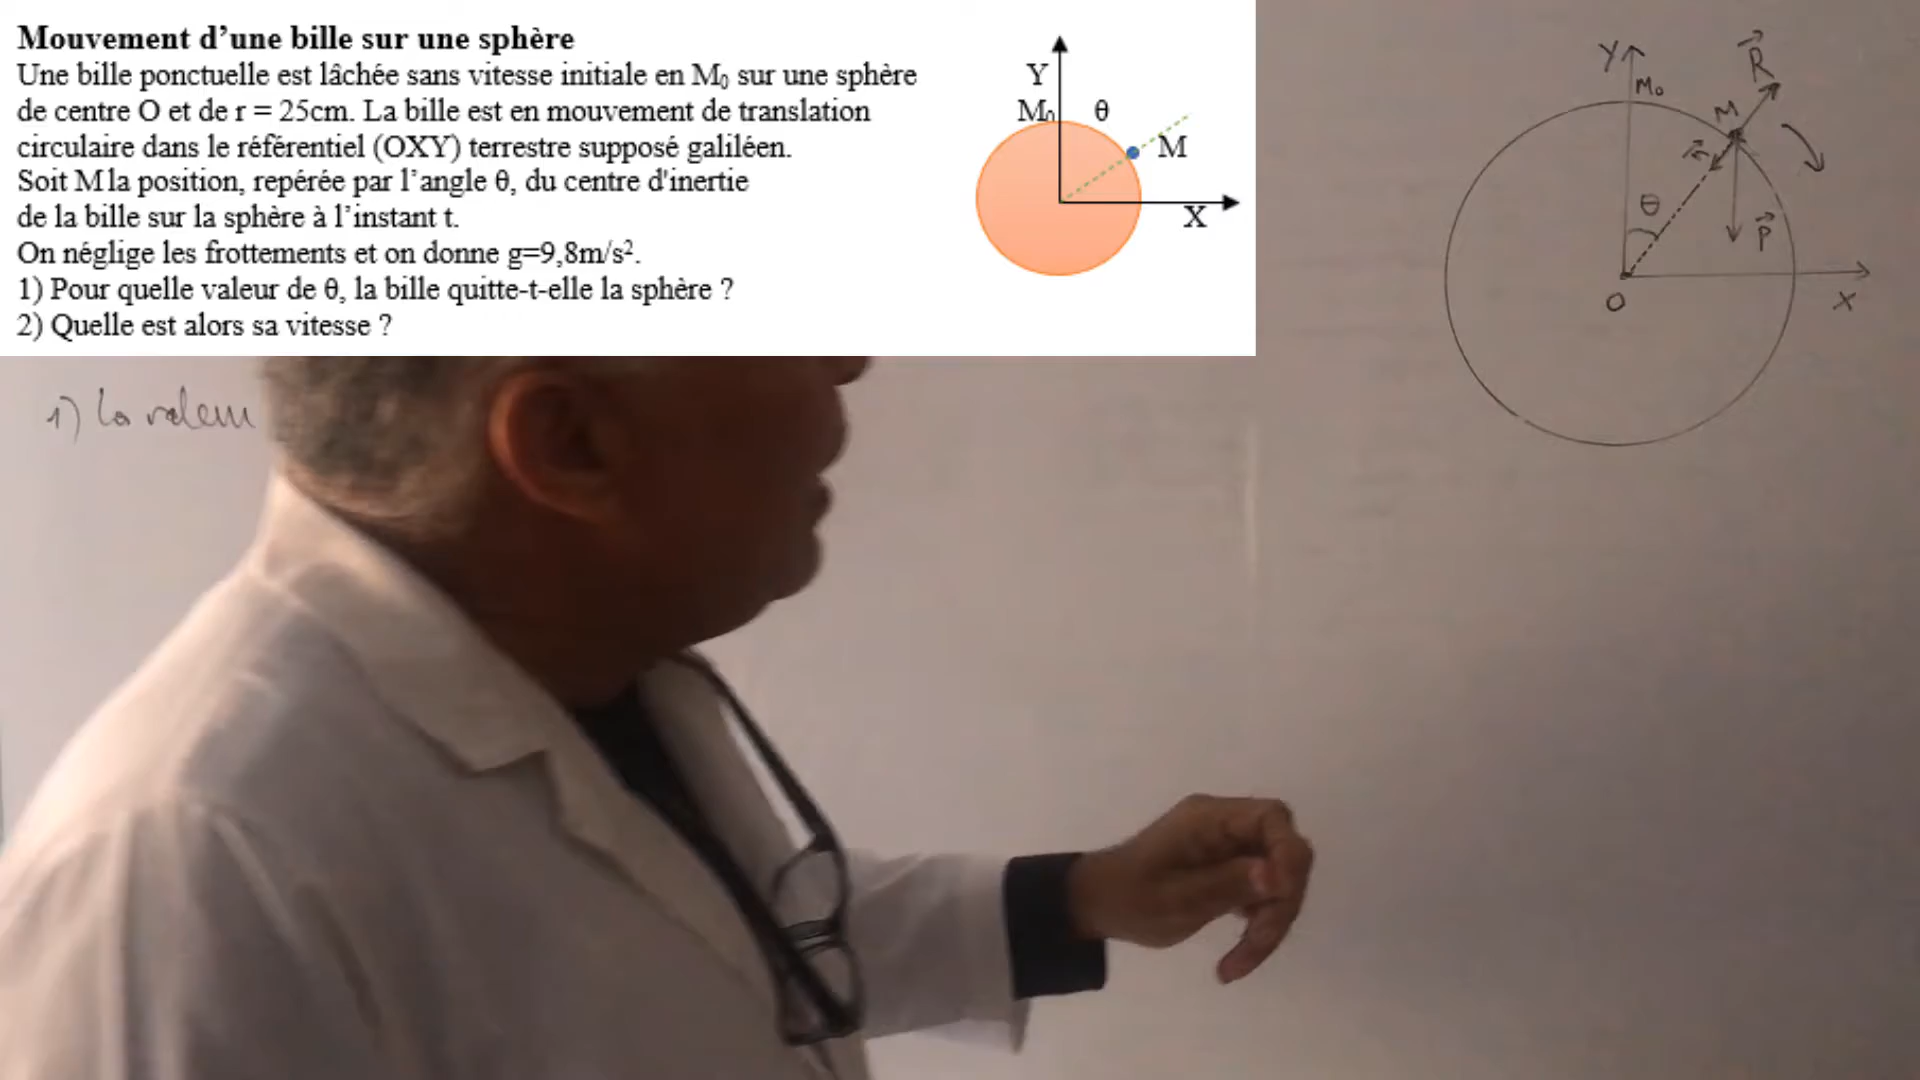 Mouvement d’une bille sur une sphère
Une bille ponctuelle est lâchée sans vitesse initiale en M₀ sur une sphère
de centre O et de r = 25cm. La bille est en mouvement de translation
circulaire dans le référentiel (OXY) terrestre supposé galiléen.
Soit M la position, repérée par l’angle θ, du centre d'inertie
de la bille sur la sphère à l’instant t.
On néglige les frottements et on donne g=9,8m/s².
1) Pour quelle valeur de θ, la bille quitte-t-elle la sphère ?
2) Quelle est alors sa vitesse ?
Y
M₀ θ
M
X
Y
M₀
R⃗
M
n⃗
θ
P⃗
O
X
1) La valeur